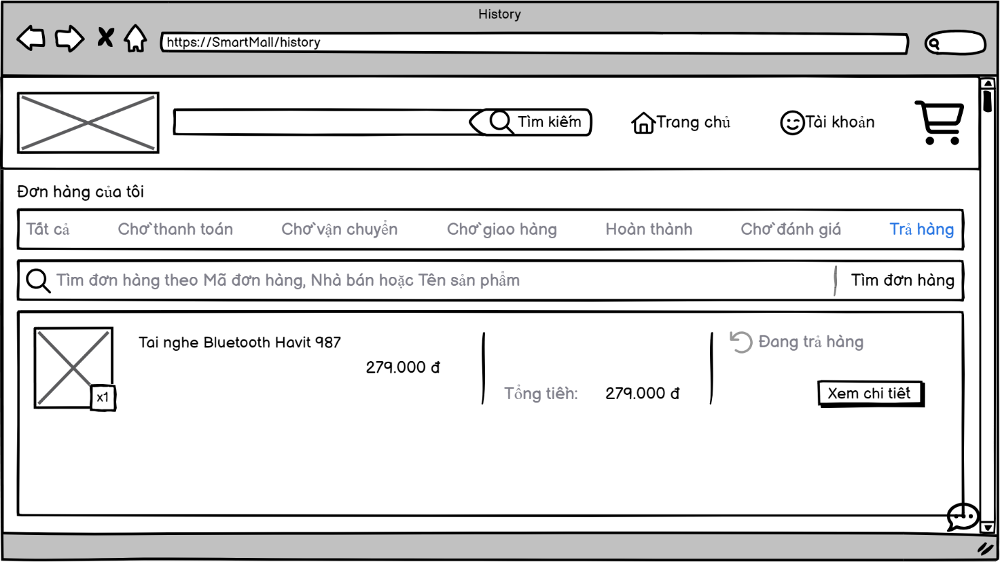 History
https://SmartMall/history
Tìm kiếm
Trang chủ
Tài khoản
Đơn hàng của tôi
Tất cả Chờ thanh toán Chờ vận chuyển Chờ giao hàng Hoàn thành Chờ đánh giá Trả hàng
Tìm đơn hàng theo Mã đơn hàng, Nhà bán hoặc Tên sản phẩm Tìm đơn hàng
Tai nghe Bluetooth Havit 987
279.000 đ
x1
Tổng tiền: 279.000 đ
Đang trả hàng
Xem chi tiết